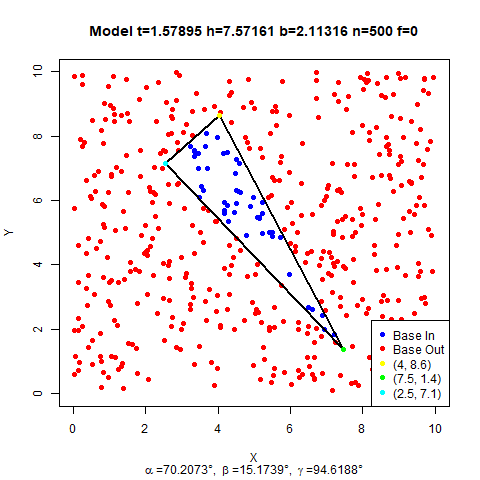 Model t=1.57895 h=7.57161 b=2.11316 n=500 f=0
10
8
6
4
2
0
Y
Base In
Base Out
(4, 8.6)
(7.5, 1.4)
(2.5, 7.1)
0 2 4 6 8 10
X
α=70.2073°, β=15.1739°, γ=94.6188°